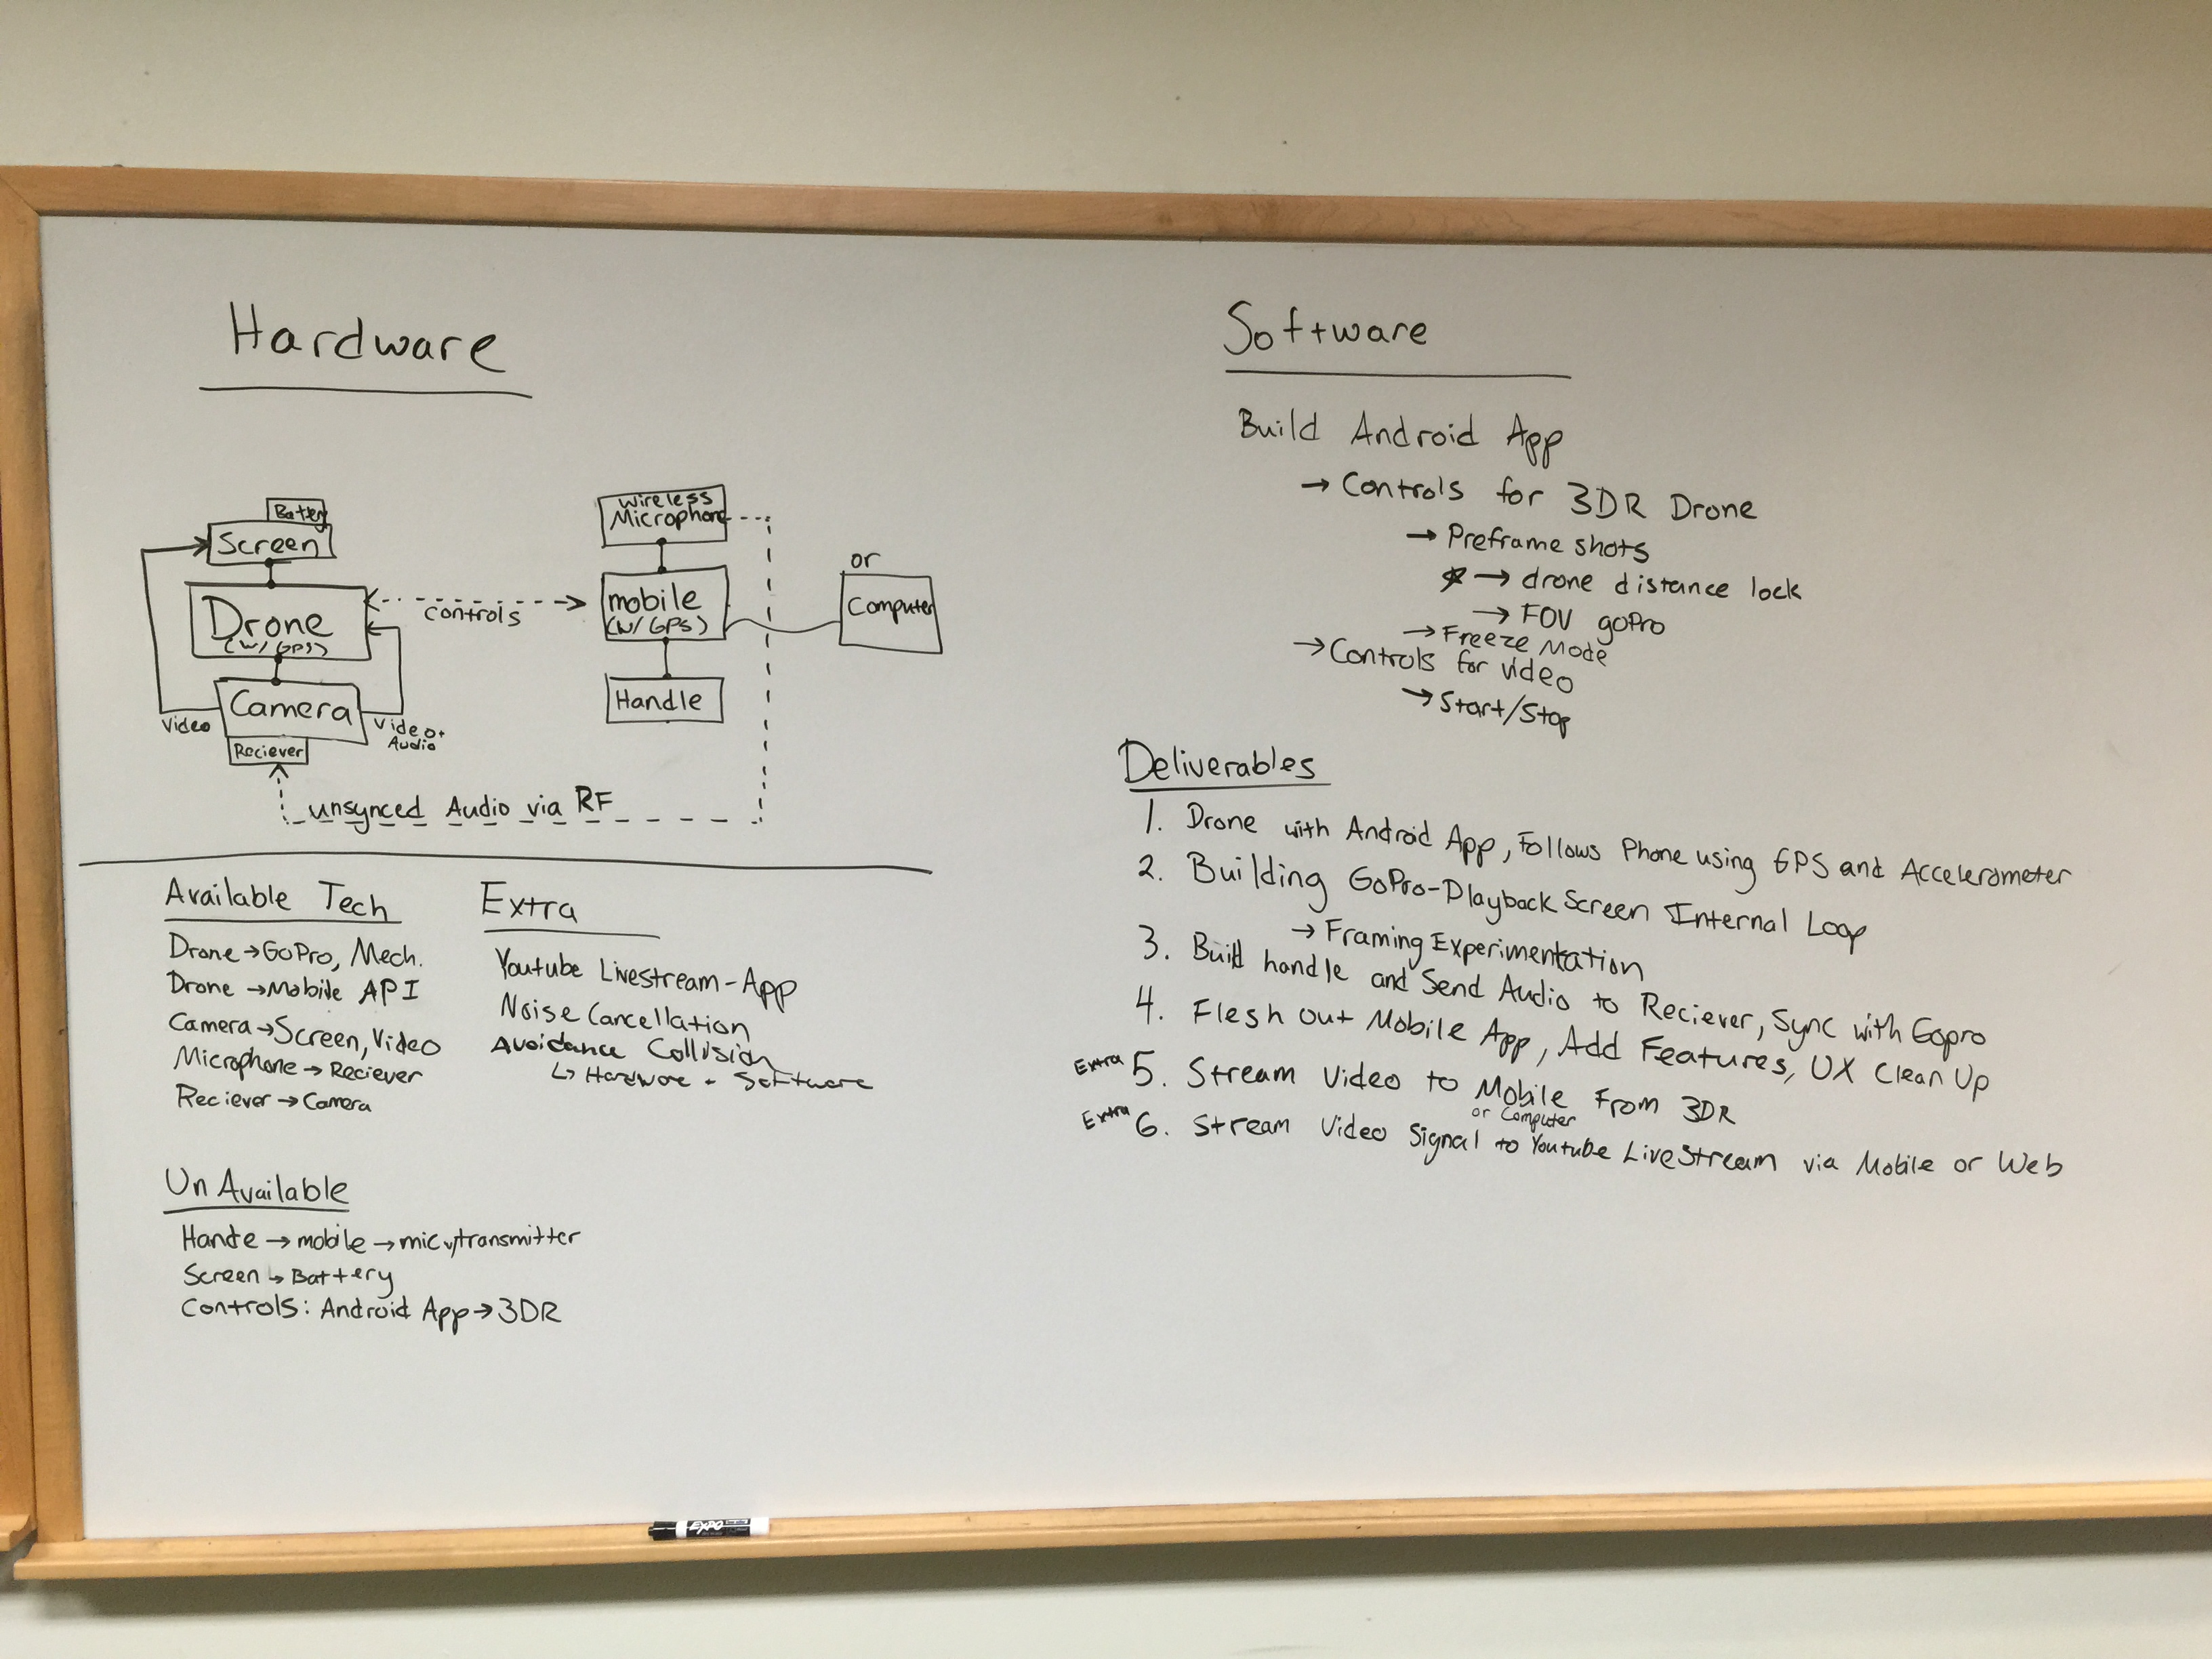 Hardware
Battery
Screen
Drone
(w/ GPS)
Camera
Reciever
Video
Video+
Audio
controls
wireless
Microphone
mobile
(w/ GPS)
Handle
or
Computer
unsynced Audio via RF
Available Tech
Drone → GoPro, Mech.
Drone → Mobile API
Camera → Screen, Video
Microphone → Reciever
Reciever → Camera
Extra
Youtube Livestream - App
Noise Cancellation
Avoidance Collision
↳ Hardware + Software
UnAvailable
Hande → mobile → mic w/transmitter
Screen → Battery
Controls: Android App → 3DR
Software
Build Android App
→ Controls for 3DR Drone
→ Preframe shots
☆ → drone distance lock
→ FOV goPro
→ Freeze Mode
→ Controls for video
→ Start/Stop
Deliverables
1. Drone with Android App, Follows Phone using GPS and Accelerometer
2. Building GoPro-Playback Screen Internal Loop
→ Framing Experimentation
3. Build handle and Send Audio to Reciever, Sync with Gopro
4. Flesh out Mobile App, Add Features, UX Clean Up
Extra 5. Stream Video to Mobile From 3DR
or Computer
Extra 6. Stream Video Signal to Youtube LiveStream via Mobile or Web
EXPO